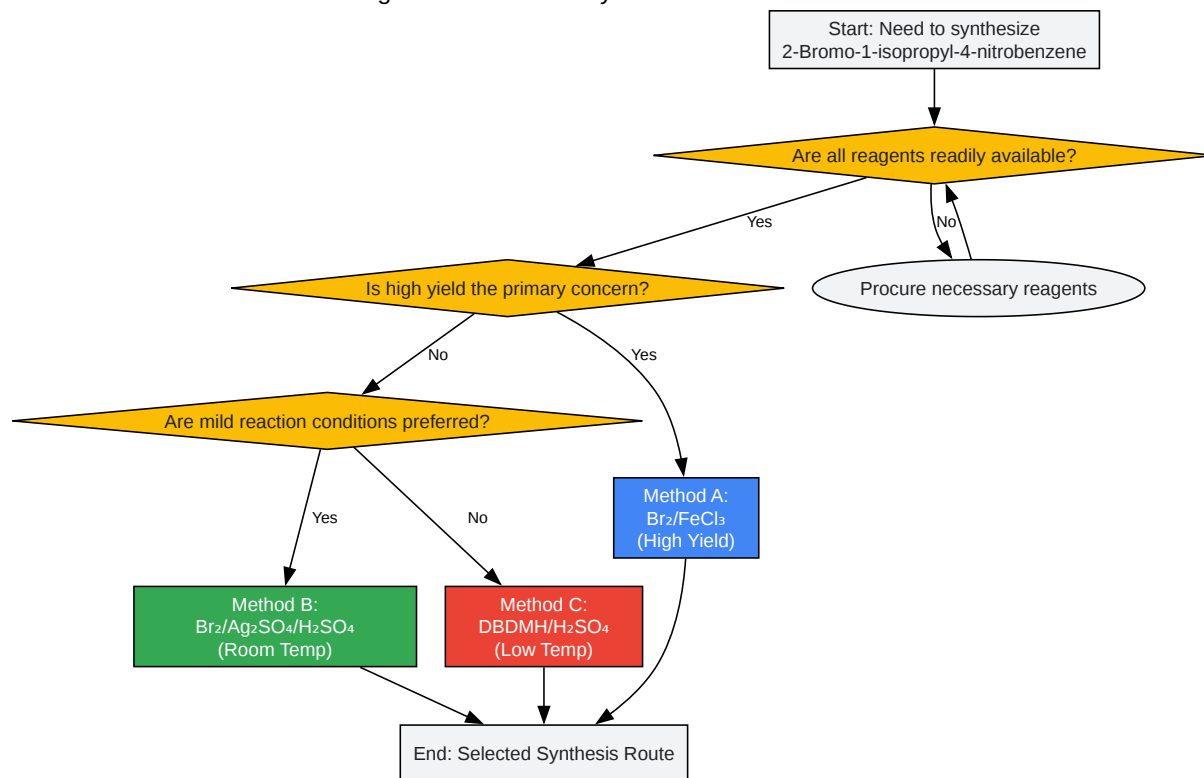 Start: Need to synthesize
2-Bromo-1-isopropyl-4-nitrobenzene
Are all reagents readily available?
Yes
No
Is high yield the primary concern?
Procure necessary reagents
No
Yes
Are mild reaction conditions preferred?
Method A:
Br₂/FeCl₃
(High Yield)
Yes
No
Method B:
Br₂/Ag₂SO₄/H₂SO₄
(Room Temp)
Method C:
DBDMH/H₂SO₄
(Low Temp)
End: Selected Synthesis Route